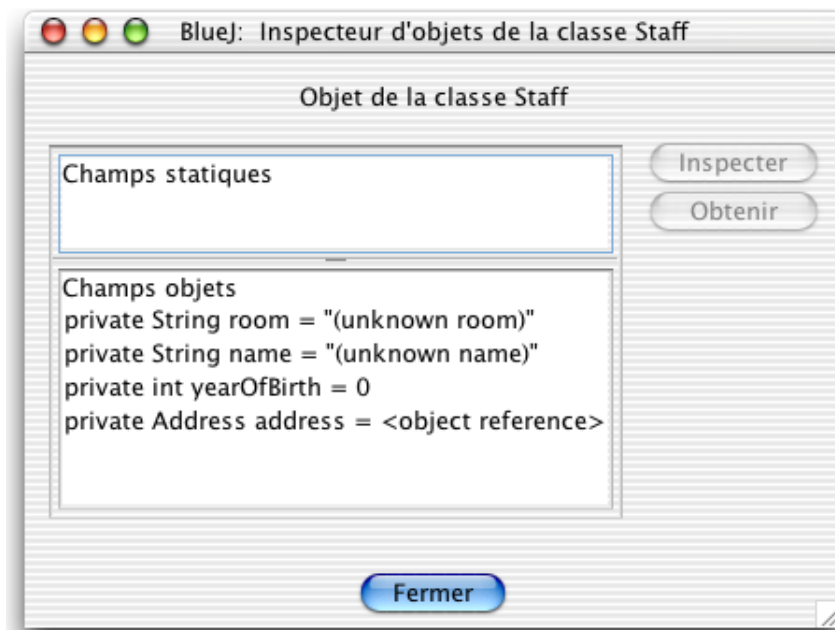 BlueJ: Inspecteur d'objets de la classe Staff
Objet de la classe Staff
Champs statiques
Inspecter
Obtenir
Champs objets
private String room = "(unknown room)"
private String name = "(unknown name)"
private int yearOfBirth = 0
private Address address = <object reference>
Fermer